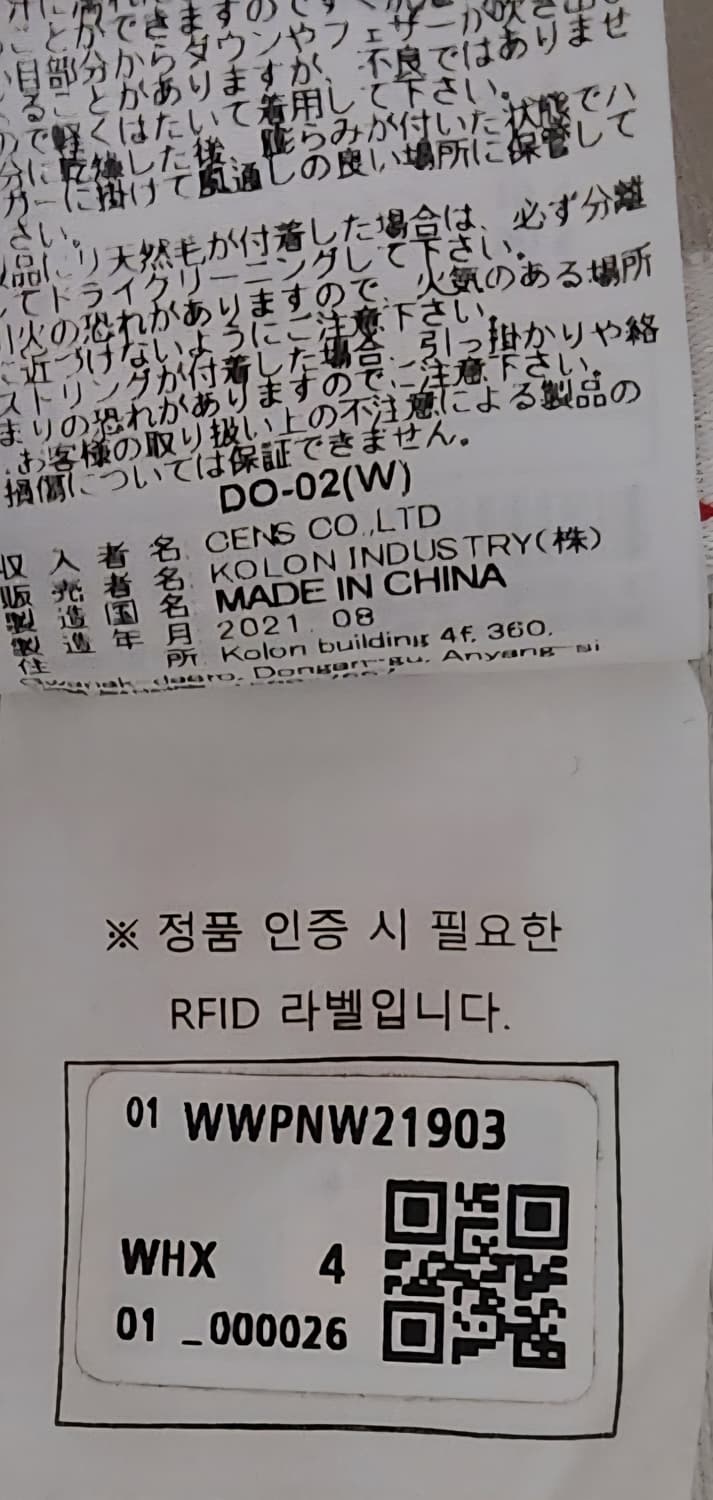 すのでや
さらダウンフェザーが吹き出
目部分からありますが、不良ではありませ
ることがあります。着用して下さい。
で軽くはたいて、膨らみが付いた状態でハ
分に乾燥した後、風通しの良い場所に保管して
ガーに掛けて
さい。
品に 天然毛が付着した場合は、必ず分離
してドライクリーニングして下さい。
火の恐れがありますので、火気のある場所
に近づけないようにご注意下さい。
ストリングが付着した場合、引っ掛かりや絡
まりの恐れがありますのでご注意下さい。
.お客様の取り扱い上の不注意による製品の
損傷については保証できません。
DO-02(W)
収入者名 CENS CO.,LTD
販売者名 KOLON INDUSTRY(株)
製造国名 MADE IN CHINA
製造年月 2021. 08
住所 Kolon building 4f, 360,
Anyang-si
※ 정품 인증 시 필요한
RFID 라벨입니다.
01 WWPNW21903
WHX 4
01 _000026